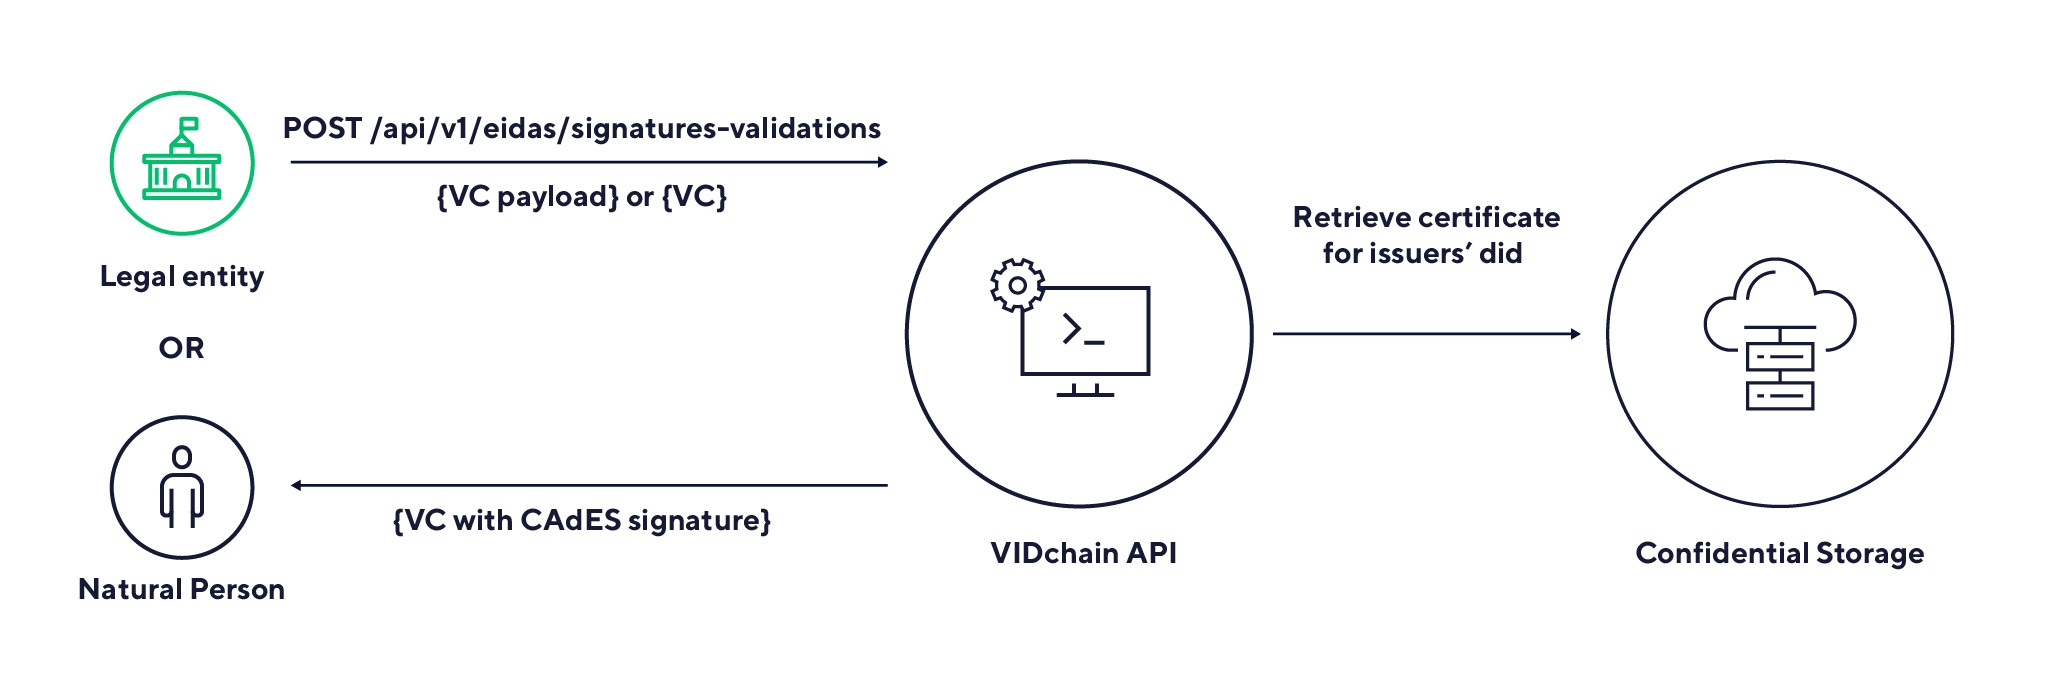 POST /api/v1/eidas/signatures-validations
{VC payload} or {VC}
Legal entity
OR
Natural Person
{VC with CAdES signature}
VIDchain API
Retrieve certificate
for issuers’ did
Confidential Storage